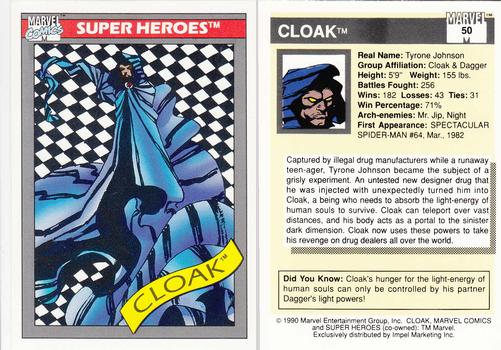 MARVEL
COMICS
M
SUPER HEROES™
CLOAK™
CLOAK™
MARVEL™
50
M
Real Name: Tyrone Johnson
Group Affiliation: Cloak & Dagger
Height: 5'9" Weight: 155 lbs.
Battles Fought: 256
Wins: 182 Losses: 43 Ties: 31
Win Percentage: 71%
Arch-enemies: Mr. Jip, Night
First Appearance: SPECTACULAR
SPIDER-MAN #64, Mar., 1982
Captured by illegal drug manufacturers while a runaway
teen-ager, Tyrone Johnson became the subject of a
grisly experiment. An untested new designer drug that
he was injected with unexpectedly turned him into
Cloak, a being who needs to absorb the light-energy of
human souls to survive. Cloak can teleport over vast
distances, and his body acts as a portal to the sinister
dark dimension. Cloak now uses these powers to take
his revenge on drug dealers all over the world.
Did You Know: Cloak's hunger for the light-energy of
human souls can only be controlled by his partner
Dagger's light powers!
© 1990 Marvel Entertainment Group, Inc. CLOAK, MARVEL COMICS
and SUPER HEROES (co-owned): TM Marvel.
Exclusively distributed by Impel Marketing Inc.